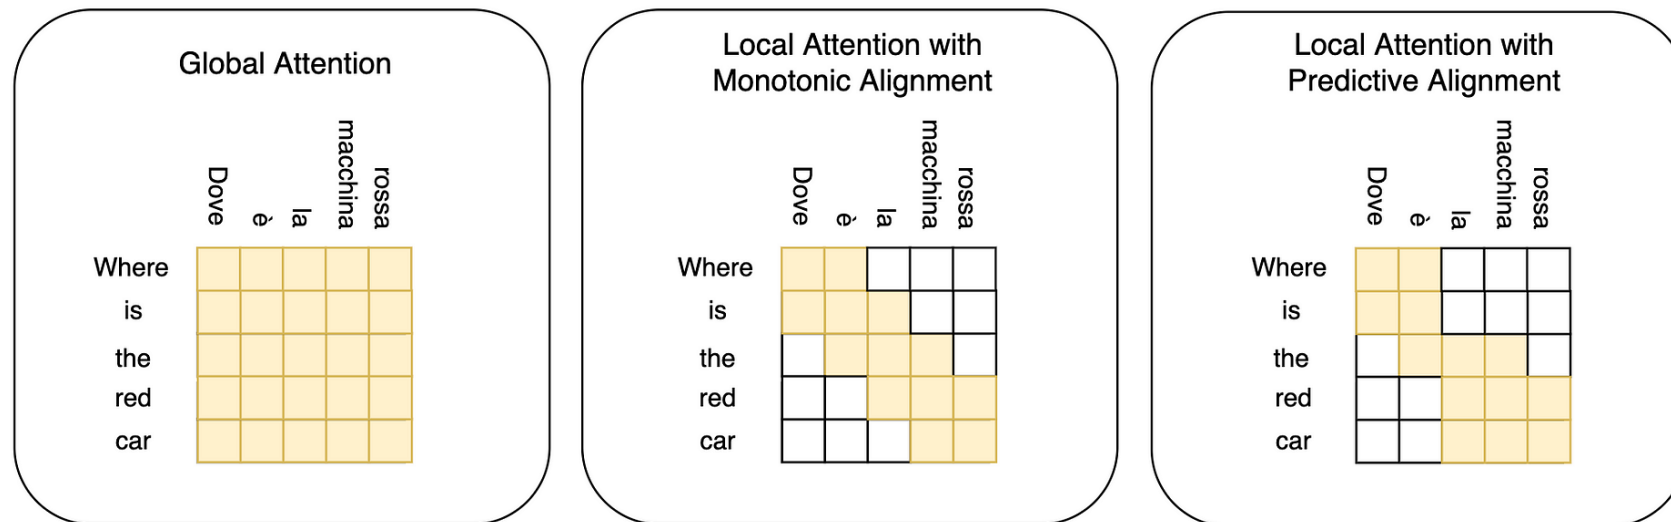 Global Attention
Dove
è
la
macchina
rossa
Where
is
the
red
car
Local Attention with
Monotonic Alignment
Dove
è
la
macchina
rossa
Where
is
the
red
car
Local Attention with
Predictive Alignment
Dove
è
la
macchina
rossa
Where
is
the
red
car